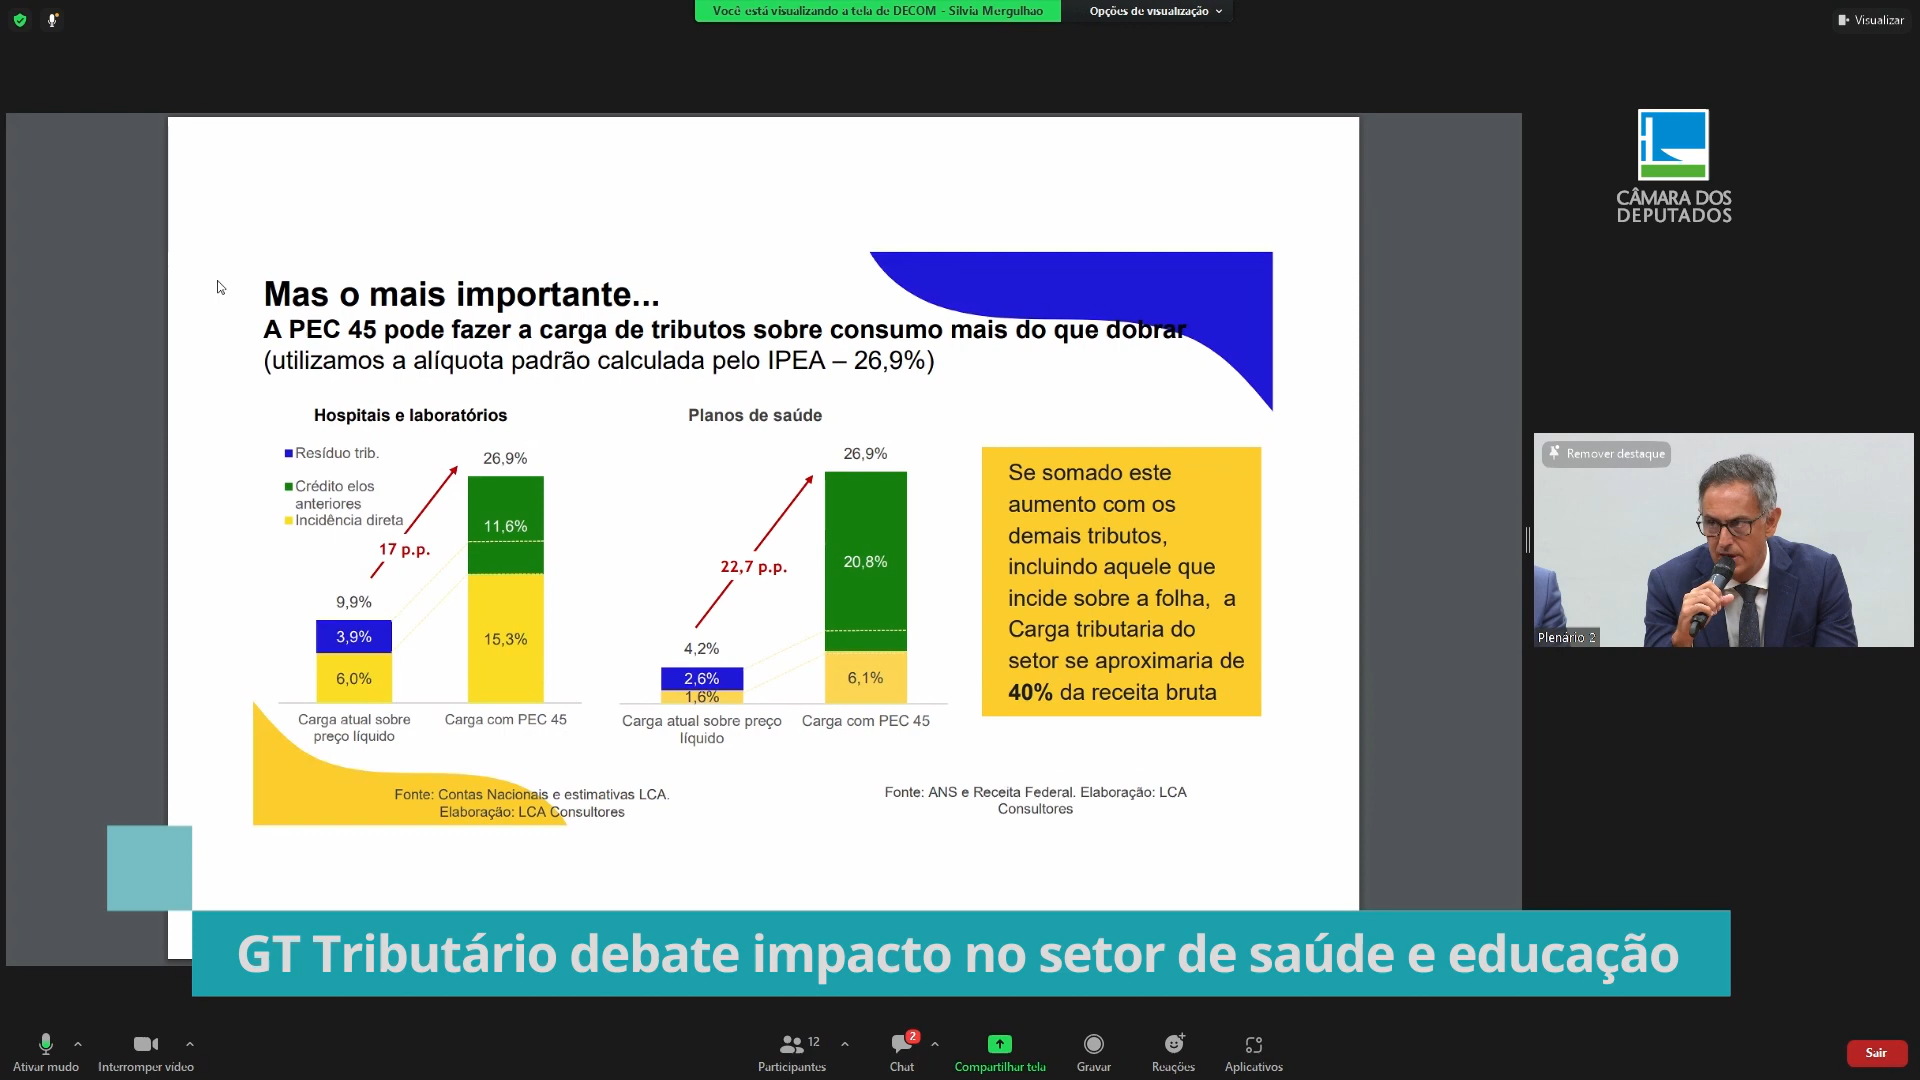 Você está visualizando a tela de DECOM - Silvia Mergulhao
Opções de visualização
Visualizar
CÂMARA DOS
DEPUTADOS
Mas o mais importante...
A PEC 45 pode fazer a carga de tributos sobre consumo mais do que dobrar
(utilizamos a alíquota padrão calculada pelo IPEA – 26,9%)
Hospitais e laboratórios
Resíduo trib.
Crédito elos
anteriores
Incidência direta
17 p.p.
9,9%
3,9%
6,0%
26,9%
11,6%
15,3%
Carga atual sobre
preço líquido
Carga com PEC 45
Planos de saúde
22,7 p.p.
4,2%
2,6%
1,6%
26,9%
20,8%
6,1%
Carga atual sobre preço
líquido
Carga com PEC 45
Se somado este
aumento com os
demais tributos,
incluindo aquele que
incide sobre a folha, a
Carga tributaria do
setor se aproximaria de
40% da receita bruta
Fonte: Contas Nacionais e estimativas LCA.
Elaboração: LCA Consultores
Fonte: ANS e Receita Federal. Elaboração: LCA
Consultores
Remover destaque
Plenário 2
GT Tributário debate impacto no setor de saúde e educação
Ativar mudo
Interromper vídeo
12
Participantes
2
Chat
Compartilhar tela
Gravar
Reações
Aplicativos
Sair